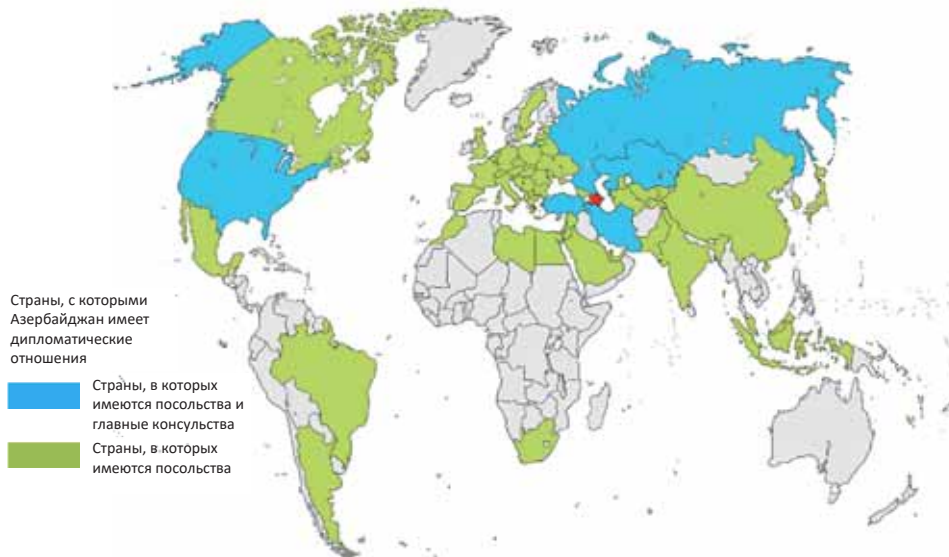 Страны, с которыми
Азербайджан имеет
дипломатические
отношения
Страны, в которых
имеются посольства и
главные консульства
Страны, в которых
имеются посольства